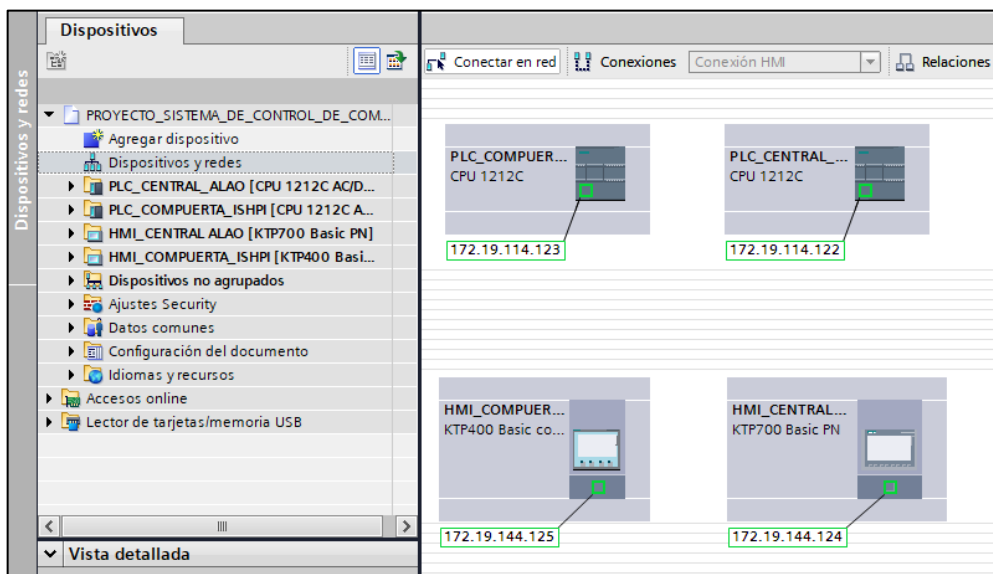 Dispositivos y redes
Dispositivos
PROYECTO_SISTEMA_DE_CONTROL_DE_COM...
Agregar dispositivo
Dispositivos y redes
PLC_CENTRAL_ALAO [CPU 1212C AC/D...
PLC_COMPUERTA_ISHPI [CPU 1212C A...
HMI_CENTRAL ALAO [KTP700 Basic PN]
HMI_COMPUERTA_ISHPI [KTP400 Basi...
Dispositivos no agrupados
Ajustes Security
Datos comunes
Configuración del documento
Idiomas y recursos
Accesos online
Lector de tarjetas/memoria USB
Vista detallada
Conectar en red Conexiones Conexión HMI Relaciones
PLC_COMPUER...
CPU 1212C
172.19.114.123
PLC_CENTRAL_...
CPU 1212C
172.19.114.122
HMI_COMPUER...
KTP400 Basic co...
172.19.144.125
HMI_CENTRAL...
KTP700 Basic PN
172.19.144.124